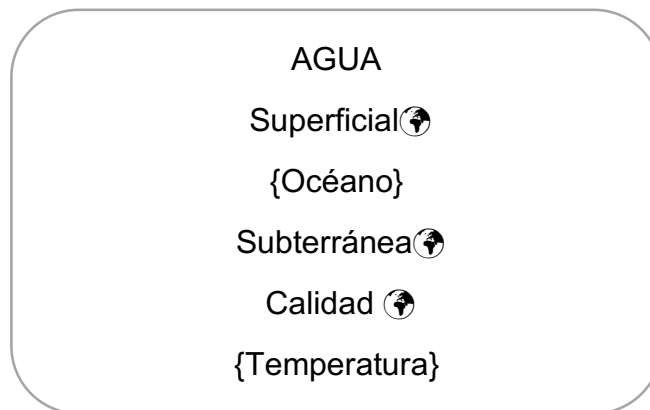 AGUA
Superficial🌍
{Océano}
Subterránea🌍
Calidad 🌍
{Temperatura}